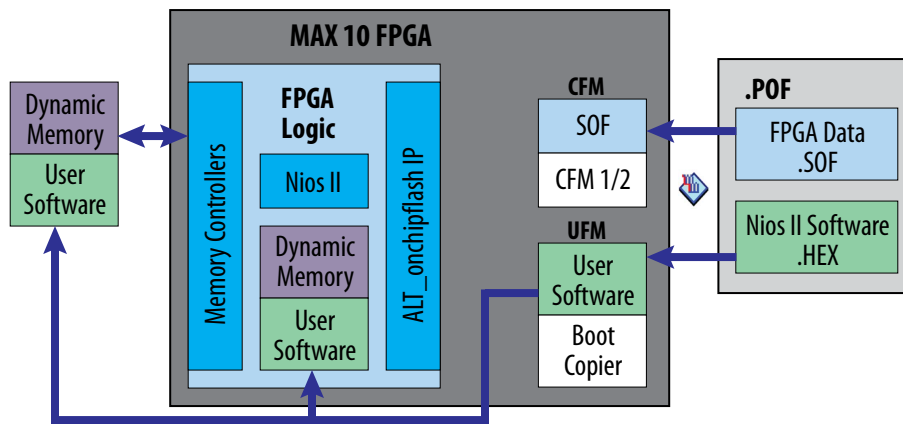 MAX 10 FPGA
Dynamic
Memory
User
Software
Memory Controllers
FPGA
Logic
Nios II
Dynamic
Memory
User
Software
ALT_onchipflash IP
CFM
SOF
CFM 1/2
UFM
User
Software
Boot
Copier
.POF
FPGA Data
.SOF
Nios II Software
.HEX